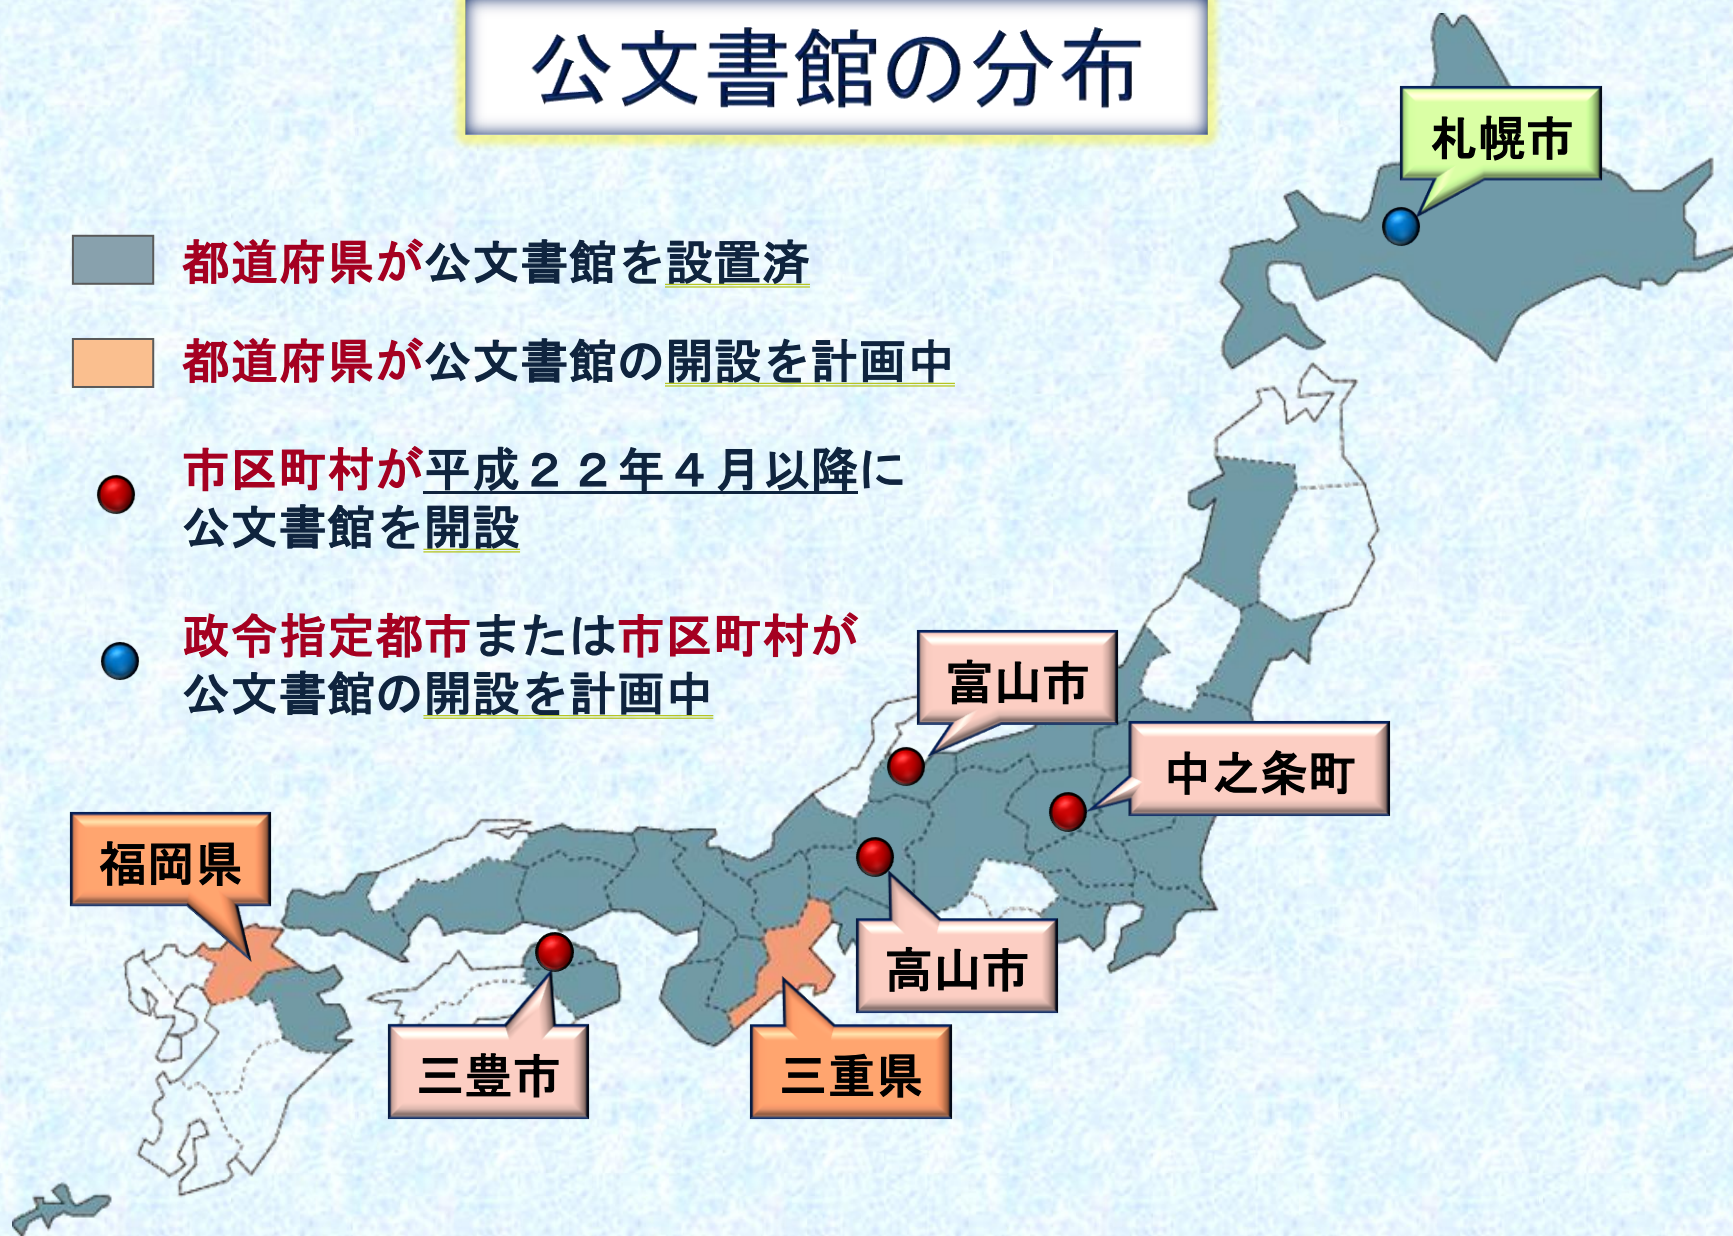 公文書館の分布
札幌市
都道府県が公文書館を設置済
都道府県が公文書館の開設を計画中
市区町村が平成２２年４月以降に
公文書館を開設
政令指定都市または市区町村が
公文書館の開設を計画中
富山市
中之条町
福岡県
高山市
三豊市
三重県